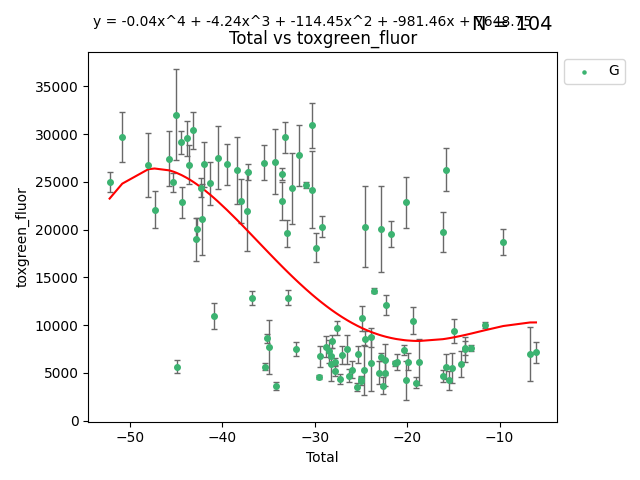 y = -0.04x^4 + -4.24x^3 + -114.45x^2 + -981.46x + 7648.75
N = 104
Total vs toxgreen_fluor
G
35000
30000
25000
20000
15000
10000
5000
0
toxgreen_fluor
−50 −40 −30 −20 −10
Total